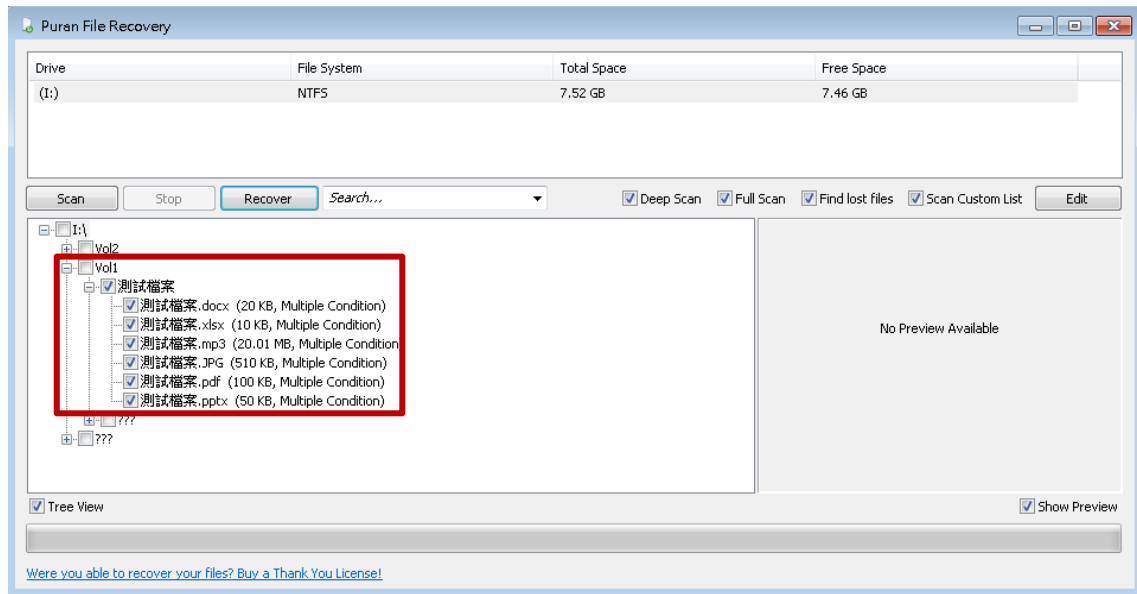 Puran File Recovery
Drive File System Total Space Free Space
(I:) NTFS 7.52 GB 7.46 GB
Scan Stop Recover Search... Deep Scan Full Scan Find lost files Scan Custom List Edit
I:\
Vol2
Vol1
測試檔案
測試檔案.docx (20 KB, Multiple Condition)
測試檔案.xlsx (10 KB, Multiple Condition)
測試檔案.mp3 (20.01 MB, Multiple Condition
測試檔案.JPG (510 KB, Multiple Condition)
測試檔案.pdf (100 KB, Multiple Condition)
測試檔案.pptx (50 KB, Multiple Condition)
???
???
No Preview Available
Tree View Show Preview
Were you able to recover your files? Buy a Thank You License!